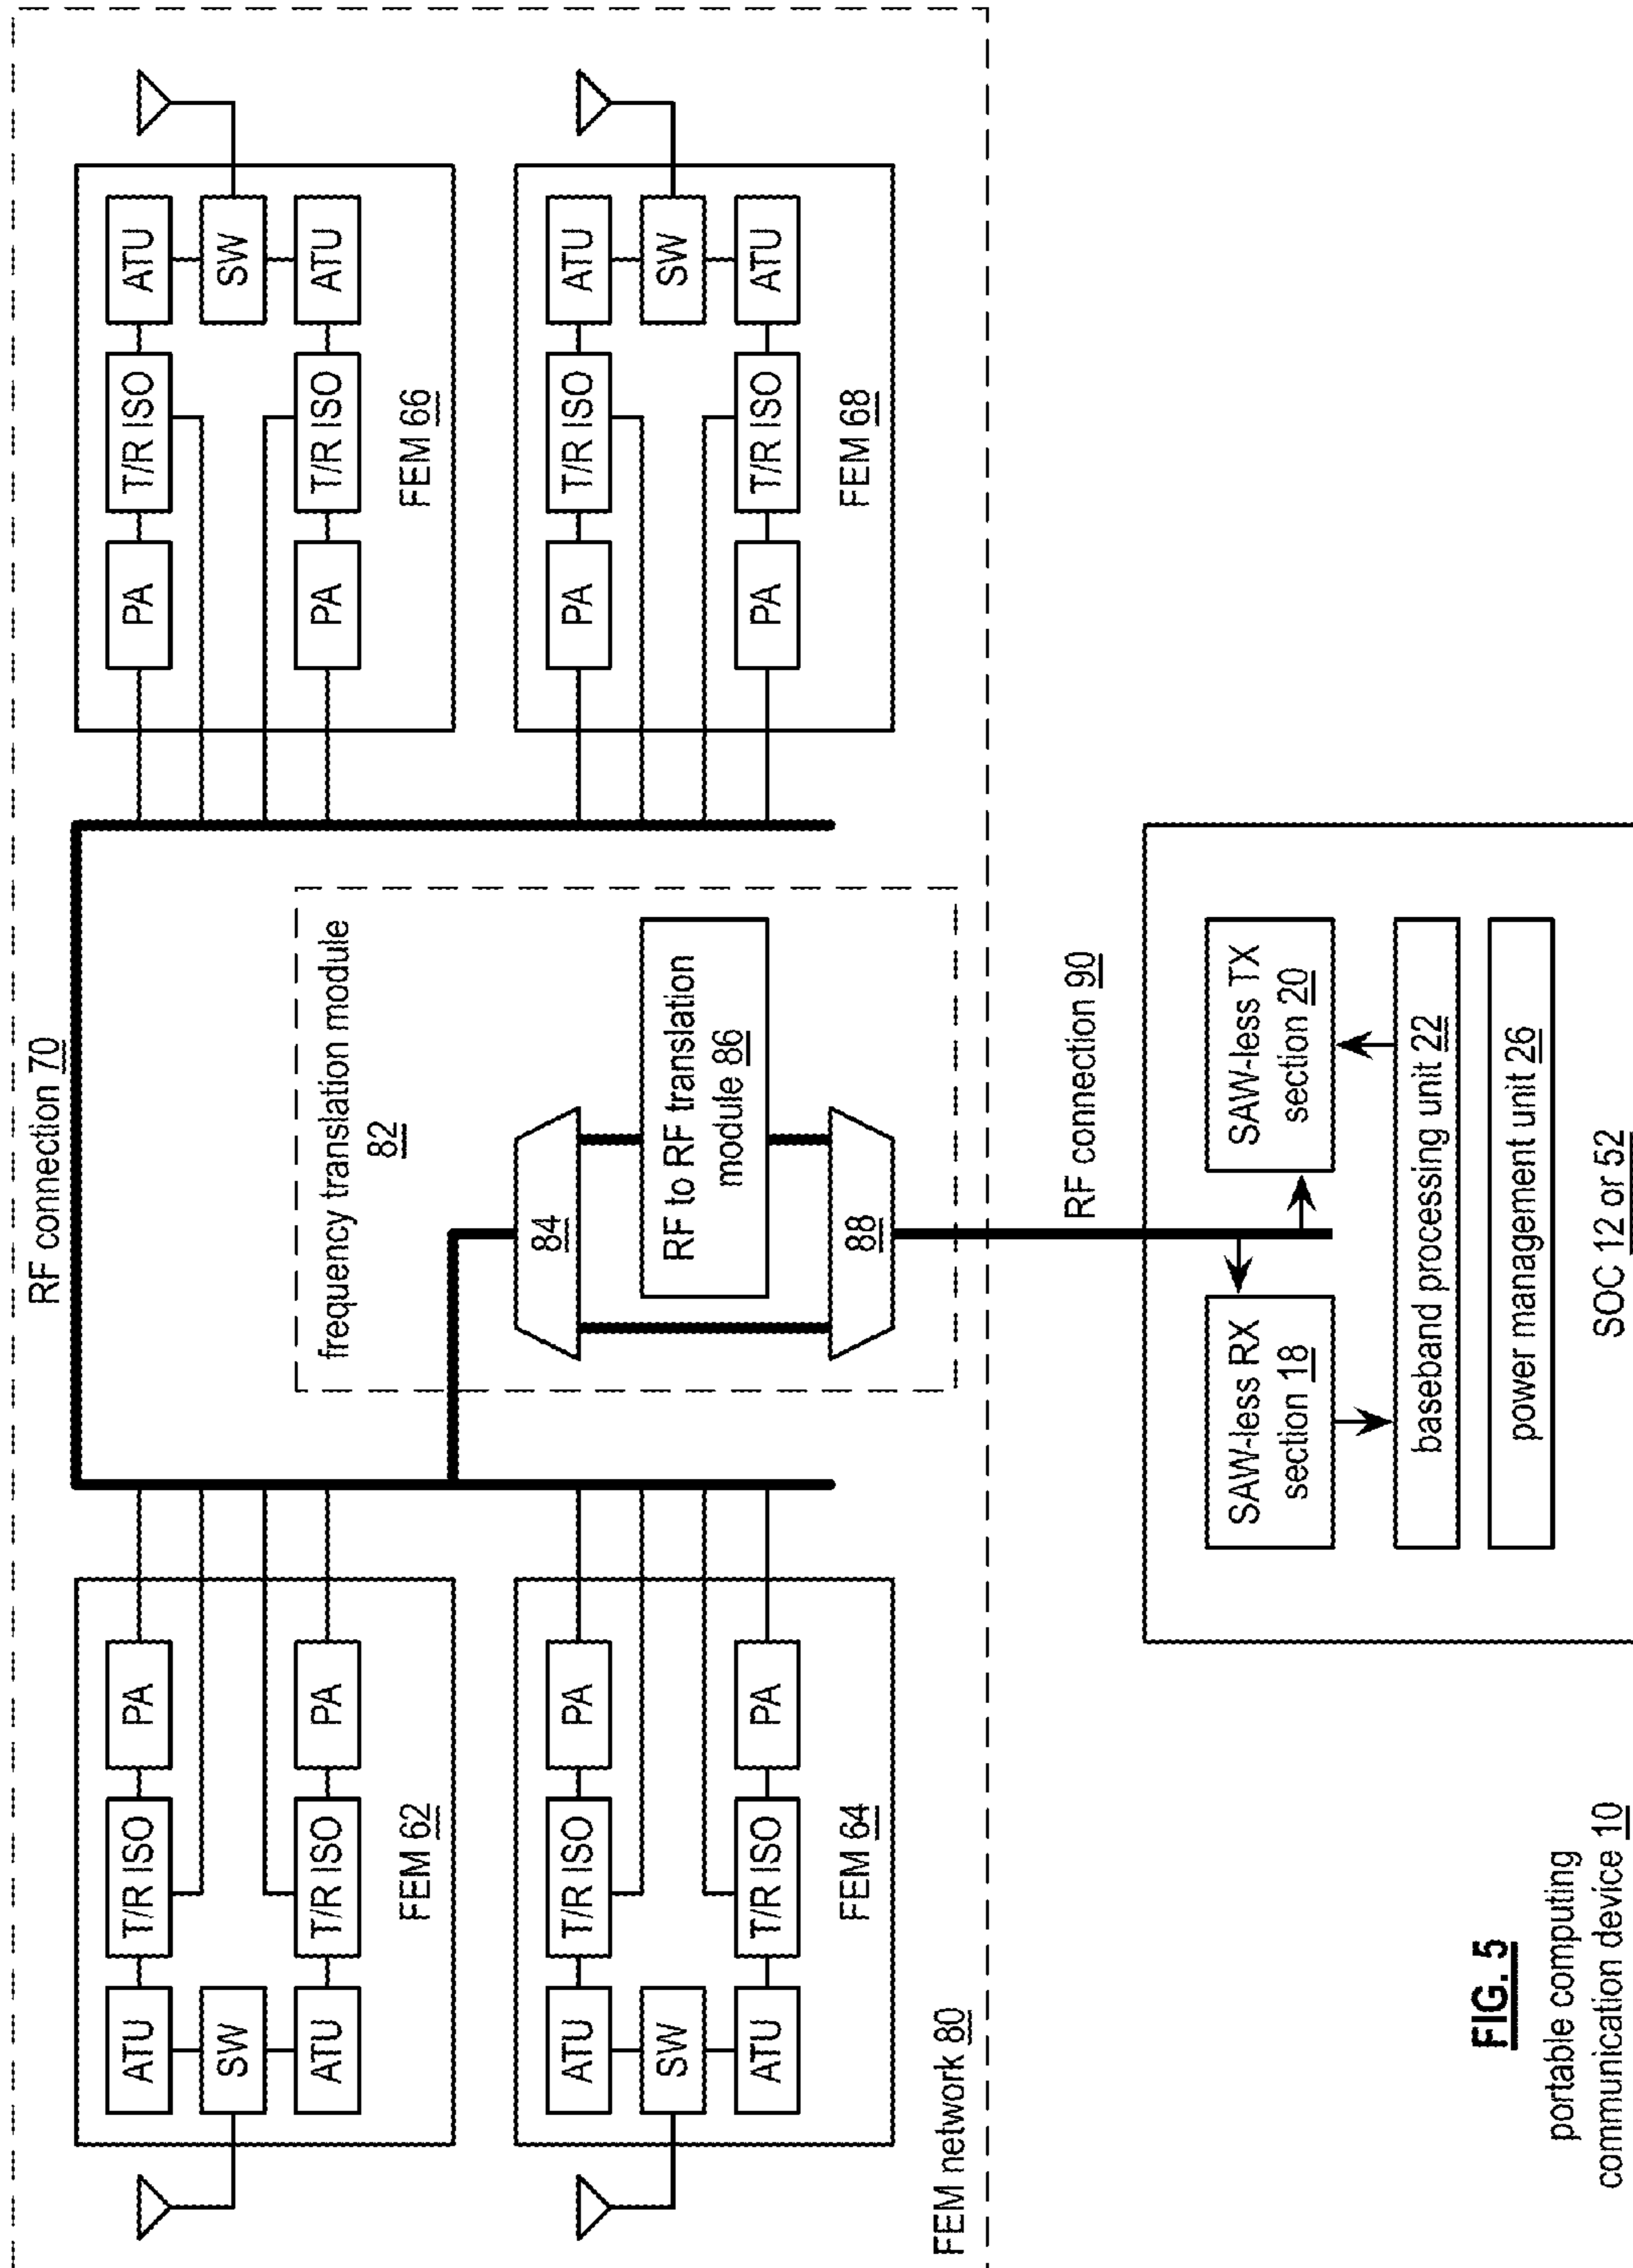 RF connection 70
ATU
T/R ISO
PA
SW
ATU
T/R ISO
PA
FEM 62
PA
T/R ISO
ATU
SW
PA
T/R ISO
ATU
FEM 66
frequency translation module
82
84
RF to RF translation
module 86
88
ATU
T/R ISO
PA
SW
ATU
T/R ISO
PA
FEM 64
PA
T/R ISO
ATU
SW
PA
T/R ISO
ATU
FEM 68
FEM network 80
RF connection 90
SAW-less RX
section 18
SAW-less TX
section 20
baseband processing unit 22
power management unit 26
SOC 12 or 52
FIG. 5
portable computing
communication device 10